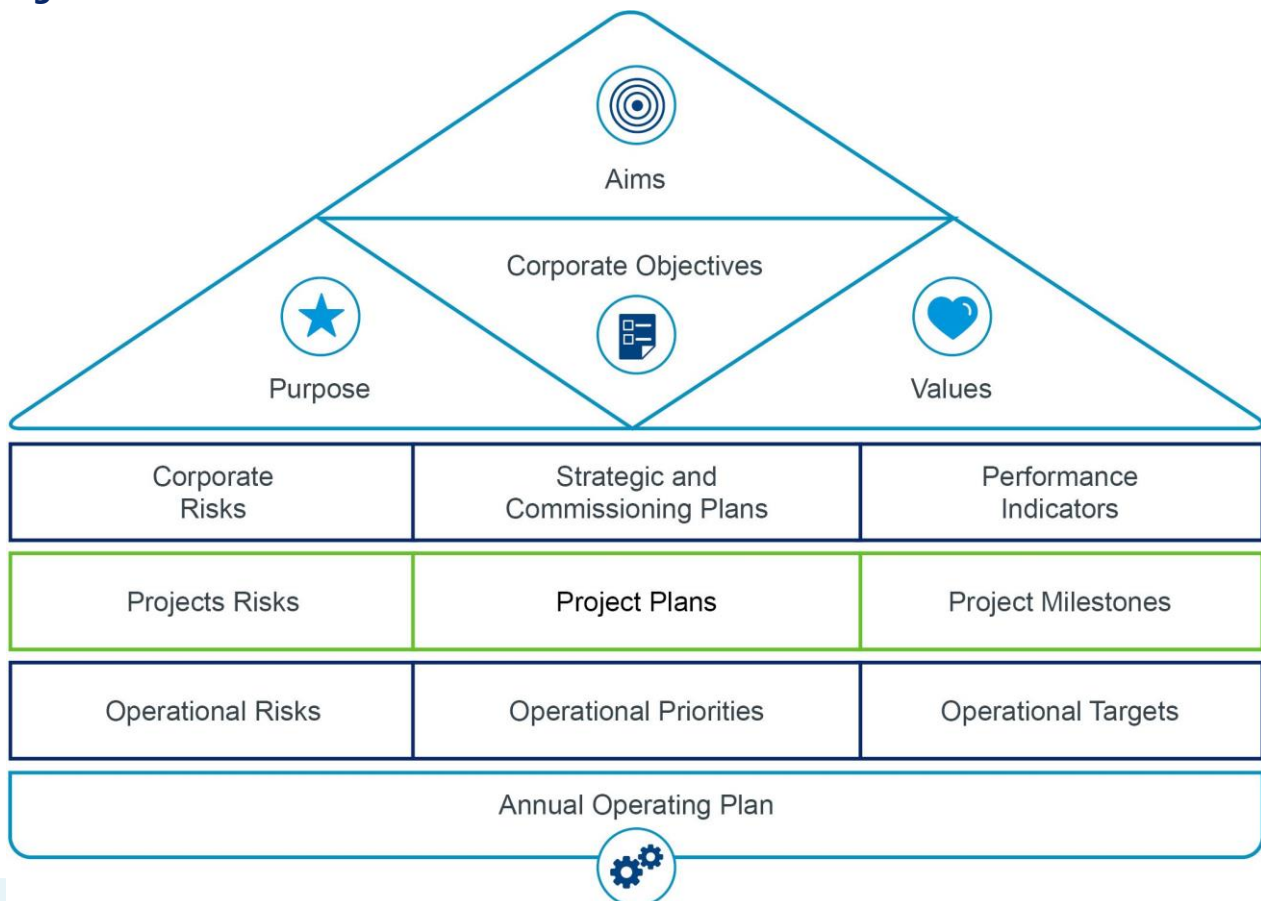 Aims
Corporate Objectives
Purpose
Values
Corporate
Risks
Strategic and
Commissioning Plans
Performance
Indicators
Projects Risks
Project Plans
Project Milestones
Operational Risks
Operational Priorities
Operational Targets
Annual Operating Plan